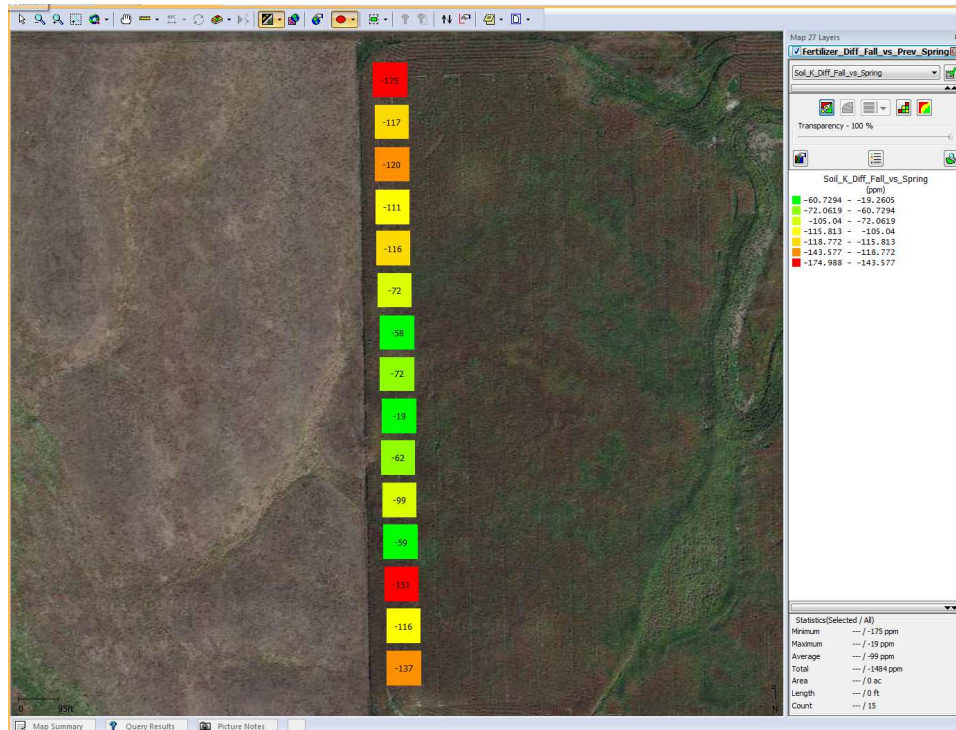 Map 27 Layers
Fertilizer_Diff_Fall_vs_Prev_Spring
Soil_K_Diff_Fall_vs_Spring
Transparency - 100 %
Soil_K_Diff_Fall_vs_Spring
(ppm)
-60.7294 - -19.2605
-72.0619 - -60.7294
-105.04 - -72.0619
-115.813 - -105.04
-118.772 - -115.813
-143.577 - -118.772
-174.988 - -143.577
-175
-117
-120
-111
-116
-72
-58
-72
-19
-62
-99
-59
-151
-116
-137
0 95ft
N
Statistics(Selected / All)
Minimum --- / -175 ppm
Maximum --- / -19 ppm
Average --- / -99 ppm
Total --- / -1484 ppm
Area --- / 0 ac
Length --- / 0 ft
Count --- / 15
Map Summary Query Results Picture Notes